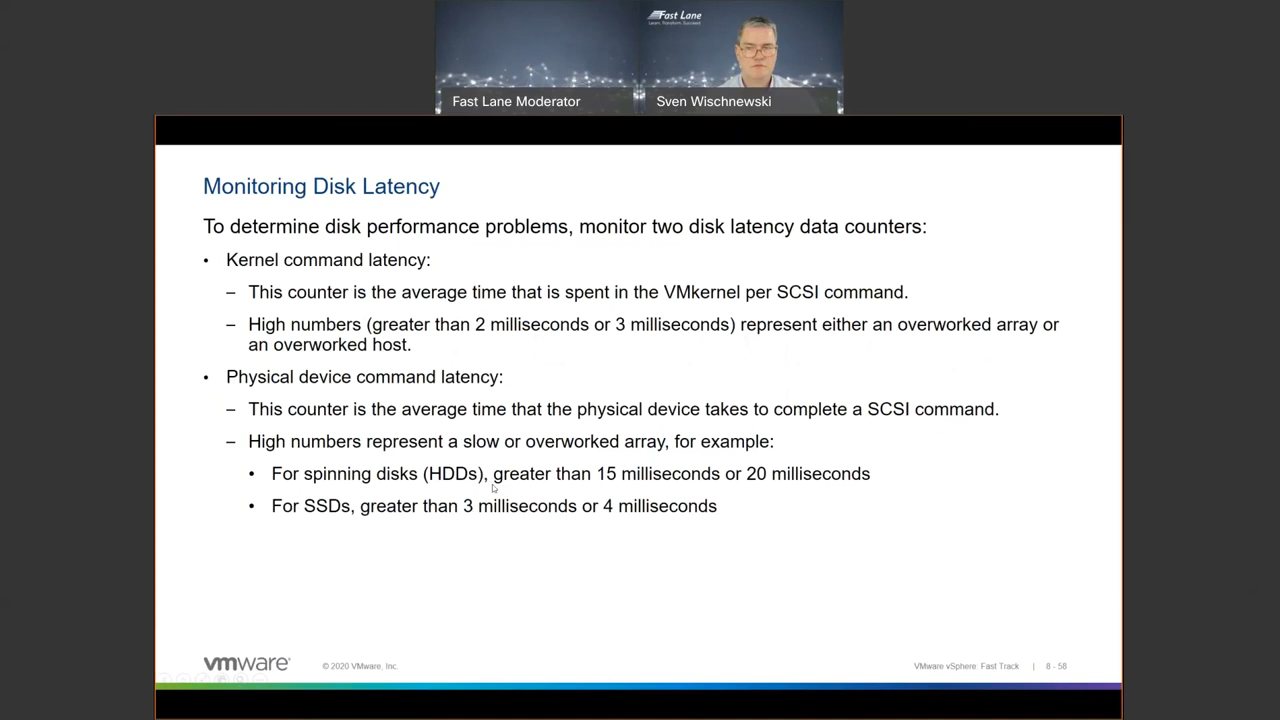 Fast Lane
Learn. Transform. Succeed.
Fast Lane Moderator
Sven Wischnewski
Monitoring Disk Latency
To determine disk performance problems, monitor two disk latency data counters:
• Kernel command latency:
– This counter is the average time that is spent in the VMkernel per SCSI command.
– High numbers (greater than 2 milliseconds or 3 milliseconds) represent either an overworked array or
an overworked host.
• Physical device command latency:
– This counter is the average time that the physical device takes to complete a SCSI command.
– High numbers represent a slow or overworked array, for example:
• For spinning disks (HDDs), greater than 15 milliseconds or 20 milliseconds
• For SSDs, greater than 3 milliseconds or 4 milliseconds
vmware®
© 2020 VMware, Inc.
VMware vSphere: Fast Track | 8 - 58